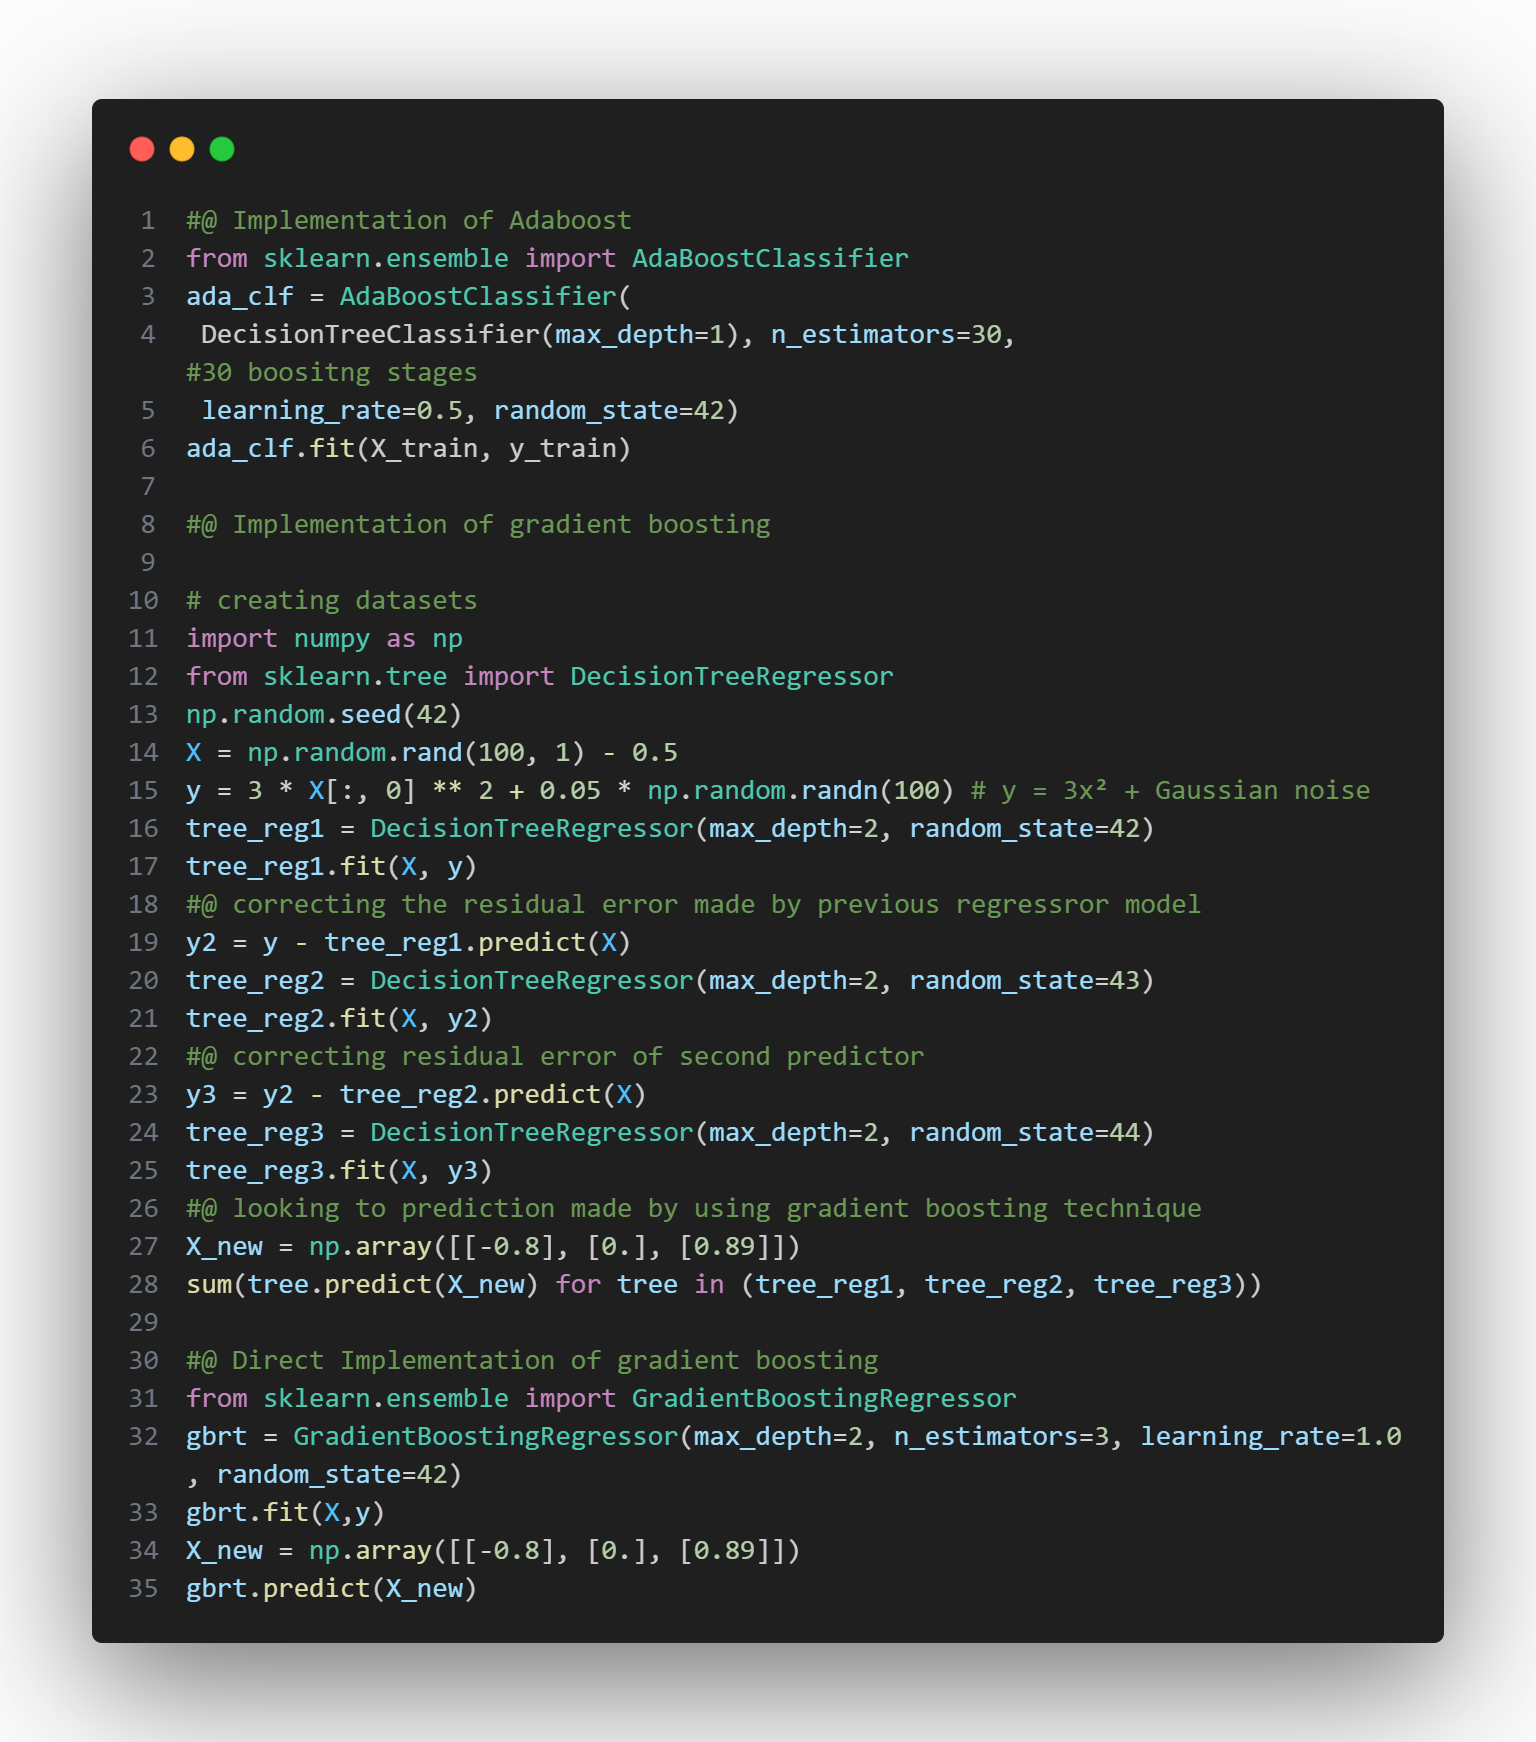 1 #@ Implementation of Adaboost
2 from sklearn.ensemble import AdaBoostClassifier
3 ada_clf = AdaBoostClassifier(
4  DecisionTreeClassifier(max_depth=1), n_estimators=30,
#30 boositng stages
5  learning_rate=0.5, random_state=42)
6 ada_clf.fit(X_train, y_train)
7
8 #@ Implementation of gradient boosting
9
10 # creating datasets
11 import numpy as np
12 from sklearn.tree import DecisionTreeRegressor
13 np.random.seed(42)
14 X = np.random.rand(100, 1) - 0.5
15 y = 3 * X[:, 0] ** 2 + 0.05 * np.random.randn(100) # y = 3x² + Gaussian noise
16 tree_reg1 = DecisionTreeRegressor(max_depth=2, random_state=42)
17 tree_reg1.fit(X, y)
18 #@ correcting the residual error made by previous regressror model
19 y2 = y - tree_reg1.predict(X)
20 tree_reg2 = DecisionTreeRegressor(max_depth=2, random_state=43)
21 tree_reg2.fit(X, y2)
22 #@ correcting residual error of second predictor
23 y3 = y2 - tree_reg2.predict(X)
24 tree_reg3 = DecisionTreeRegressor(max_depth=2, random_state=44)
25 tree_reg3.fit(X, y3)
26 #@ looking to prediction made by using gradient boosting technique
27 X_new = np.array([[-0.8], [0.], [0.89]])
28 sum(tree.predict(X_new) for tree in (tree_reg1, tree_reg2, tree_reg3))
29
30 #@ Direct Implementation of gradient boosting
31 from sklearn.ensemble import GradientBoostingRegressor
32 gbrt = GradientBoostingRegressor(max_depth=2, n_estimators=3, learning_rate=1.0
, random_state=42)
33 gbrt.fit(X,y)
34 X_new = np.array([[-0.8], [0.], [0.89]])
35 gbrt.predict(X_new)